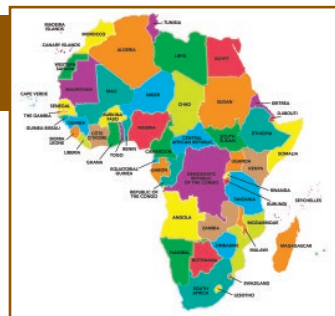 MADEIRA
ISLANDS
TUNISIA
MOROCCO
CANARY ISLANDS
ALGERIA
LIBYA
EGYPT
WESTERN
SAHARA
MAURITANIA
CAPE VERDE
MALI
NIGER
CHAD
SUDAN
ERITREA
DJIBOUTI
SENEGAL
THE GAMBIA
GUINEA BISSAU
GUINEA
BURKINA
FASO
SIERRA
LEONE
LIBERIA
CÔTE
D'IVOIRE
GHANA
TOGO
BENIN
NIGERIA
CAMEROON
CENTRAL
AFRICAN REPUBLIC
SOUTH
SUDAN
ETHIOPIA
SOMALIA
EQUATORIAL
GUINEA
GABON
REPUBLIC OF
THE CONGO
DEMOCRATIC
REPUBLIC
OF THE CONGO
UGANDA
KENYA
RWANDA
BURUNDI
SEYCHELLES
TANZANIA
ANGOLA
ZAMBIA
MALAWI
MOZAMBIQUE
ZIMBABWE
MADAGASCAR
NAMIBIA
BOTSWANA
SWAZILAND
LESOTHO
SOUTH
AFRICA